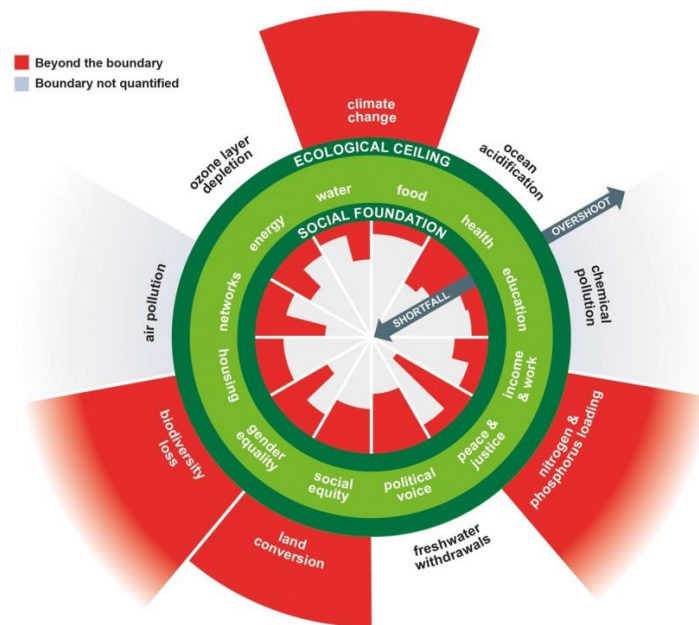 Beyond the boundary
Boundary not quantified
climate
change
ozone layer
depletion
ocean
acidification
ECOLOGICAL CEILING
OVERSHOOT
water
food
energy
health
SOCIAL FOUNDATION
SHORTFALL
networks
education
air pollution
chemical
pollution
housing
income
& work
gender
equality
peace &
justice
social
equity
political
voice
biodiversity
loss
nitrogen &
phosphorus loading
land
conversion
freshwater
withdrawals